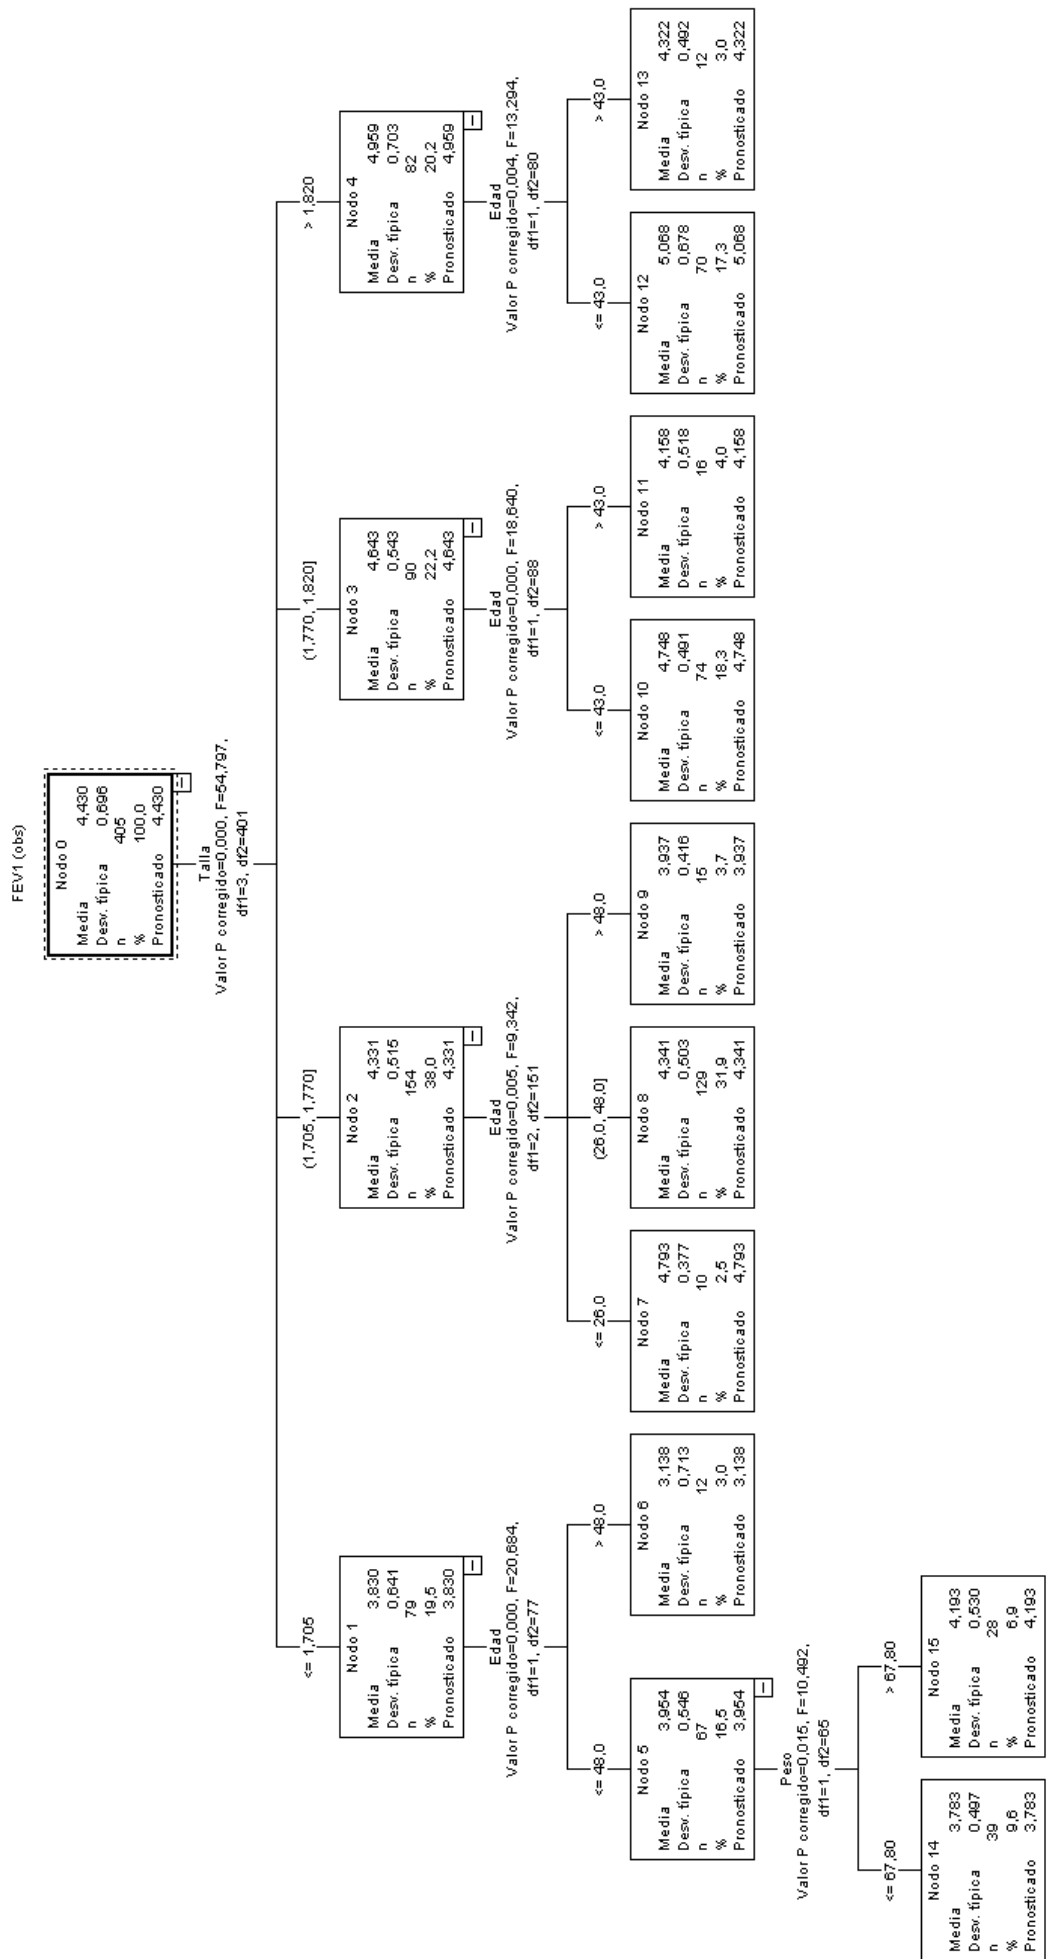 FEV1 (obs)
Nodo 0
Media 4,430
Desv. típica 0,696
n 405
% 100,0
Pronosticado 4,430
Talla
Valor P corregido=0,000, F=54,797,
df1=3, df2=401
<= 1,705
(1,705, 1,770]
(1,770, 1,820]
> 1,820
Nodo 1
Media 3,830
Desv. típica 0,641
n 79
% 19,5
Pronosticado 3,830
Nodo 2
Media 4,331
Desv. típica 0,515
n 154
% 38,0
Pronosticado 4,331
Nodo 3
Media 4,643
Desv. típica 0,543
n 90
% 22,2
Pronosticado 4,643
Nodo 4
Media 4,959
Desv. típica 0,703
n 82
% 20,2
Pronosticado 4,959
Edad
Valor P corregido=0,000, F=20,684,
df1=1, df2=77
Edad
Valor P corregido=0,005, F=9,342,
df1=2, df2=151
Edad
Valor P corregido=0,000, F=18,640,
df1=1, df2=88
Edad
Valor P corregido=0,004, F=13,294,
df1=1, df2=80
<= 48,0
> 48,0
<= 26,0
(26,0, 48,0]
> 48,0
<= 43,0
> 43,0
<= 43,0
> 43,0
Nodo 5
Media 3,954
Desv. típica 0,546
n 67
% 16,5
Pronosticado 3,954
Nodo 6
Media 3,138
Desv. típica 0,713
n 12
% 3,0
Pronosticado 3,138
Nodo 7
Media 4,793
Desv. típica 0,377
n 10
% 2,5
Pronosticado 4,793
Nodo 8
Media 4,341
Desv. típica 0,503
n 129
% 31,9
Pronosticado 4,341
Nodo 9
Media 3,937
Desv. típica 0,416
n 15
% 3,7
Pronosticado 3,937
Nodo 10
Media 4,748
Desv. típica 0,491
n 74
% 18,3
Pronosticado 4,748
Nodo 11
Media 4,158
Desv. típica 0,518
n 16
% 4,0
Pronosticado 4,158
Nodo 12
Media 5,068
Desv. típica 0,678
n 70
% 17,3
Pronosticado 5,068
Nodo 13
Media 4,322
Desv. típica 0,492
n 12
% 3,0
Pronosticado 4,322
Peso
Valor P corregido=0,015, F=10,492,
df1=1, df2=65
<= 67,80
> 67,80
Nodo 14
Media 3,783
Desv. típica 0,497
n 39
% 9,6
Pronosticado 3,783
Nodo 15
Media 4,193
Desv. típica 0,530
n 28
% 6,9
Pronosticado 4,193